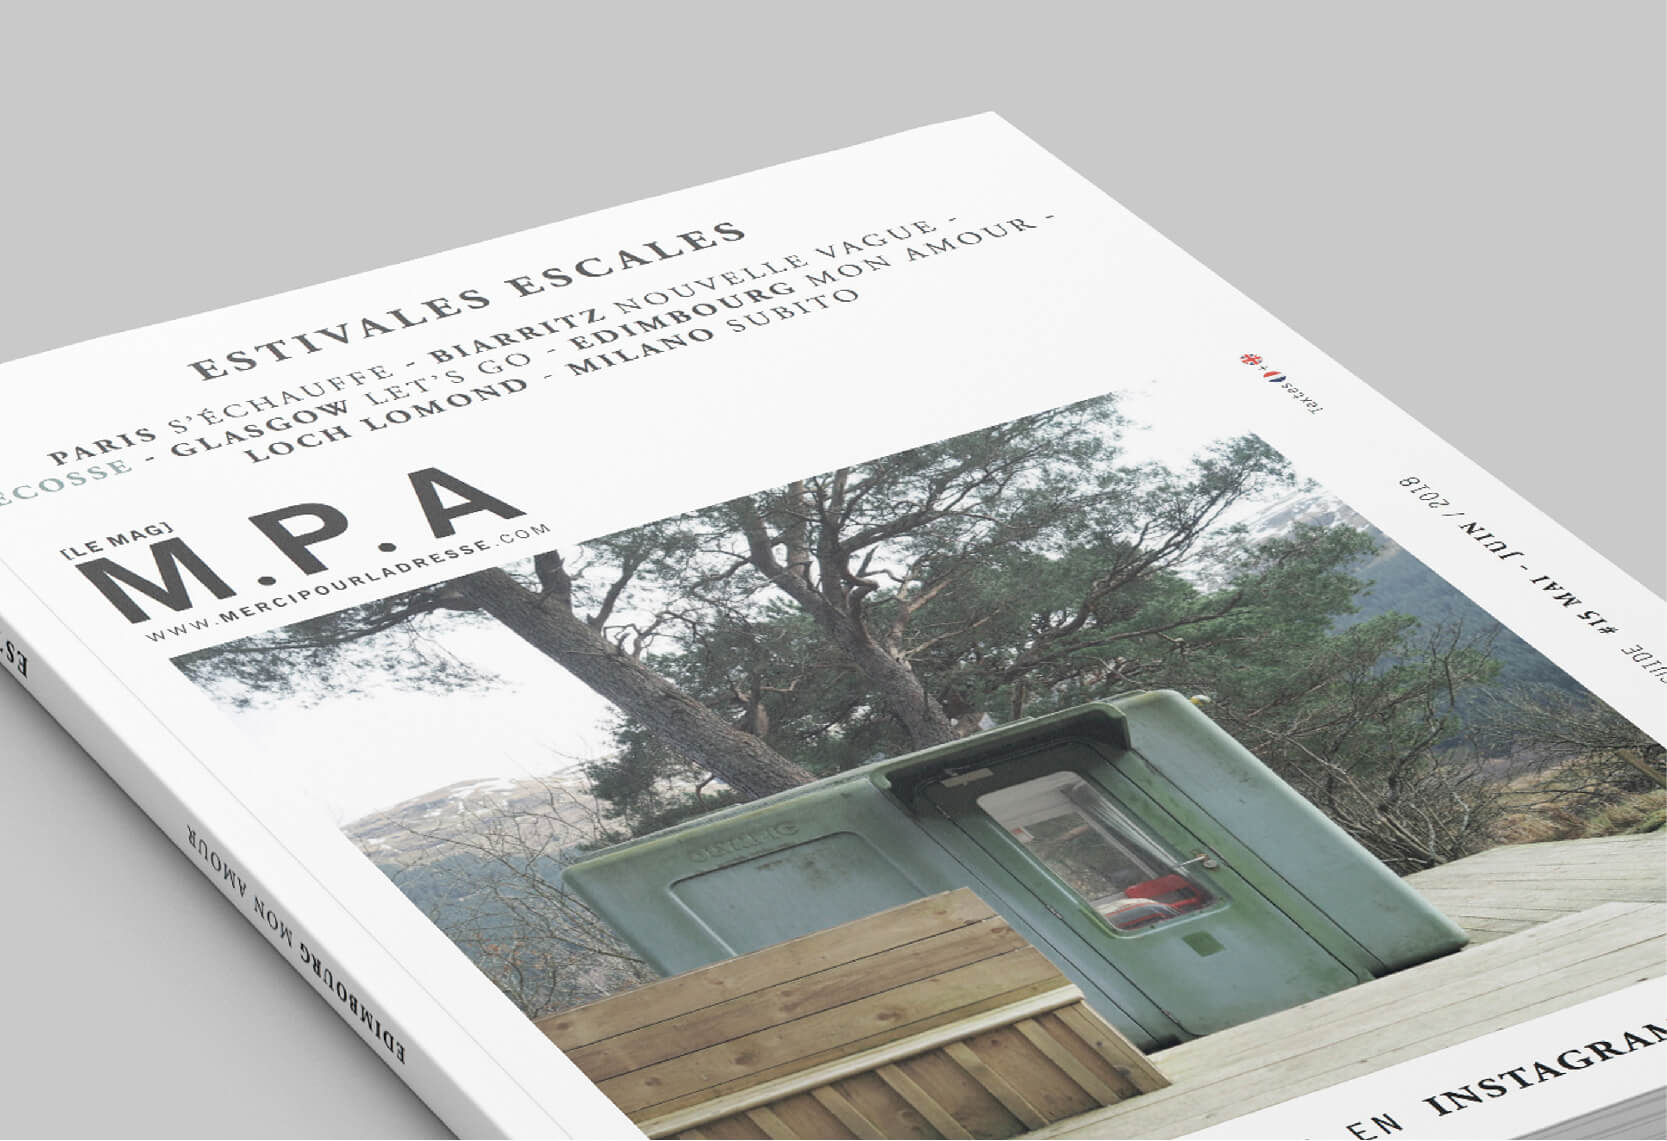 ESTIVALES ESCALES
PARIS S'ÉCHAUFFE - BIARRITZ NOUVELLE VAGUE -
ECOSSE - GLASGOW LET'S GO - EDIMBOURG MON AMOUR -
LOCH LOMOND - MILANO SUBITO
[LE MAG]
M.P.A
WWW.MERCIPOURLADRESSE.COM
Textes +
GUIDE #15 MAI - JUIN / 2018
EN INSTAGRAM
EDIMBOURG MON AMOUR